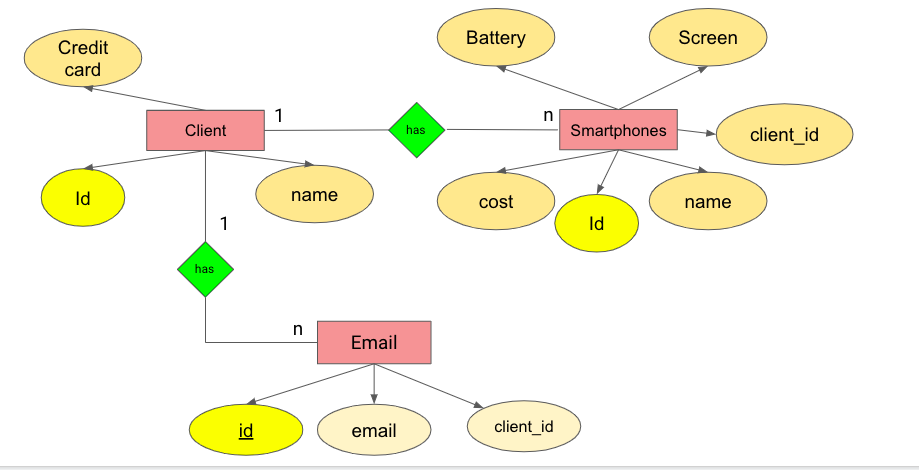 Credit
card
Battery
Screen
Client
1
has
n
Smartphones
client_id
Id
name
cost
Id
name
1
has
n
Email
id
email
client_id